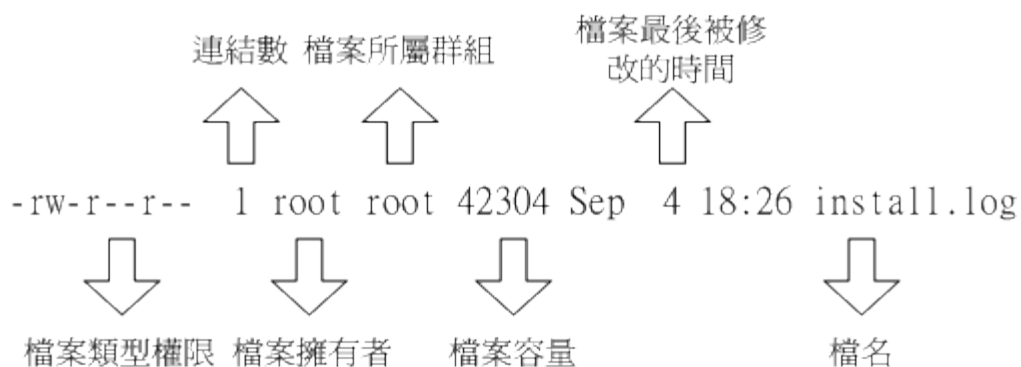 連結數 檔案所屬群組
檔案最後被修
改的時間
-rw-r--r-- 1 root root 42304 Sep 4 18:26 install.log
檔案類型權限 檔案擁有者 檔案容量 檔名